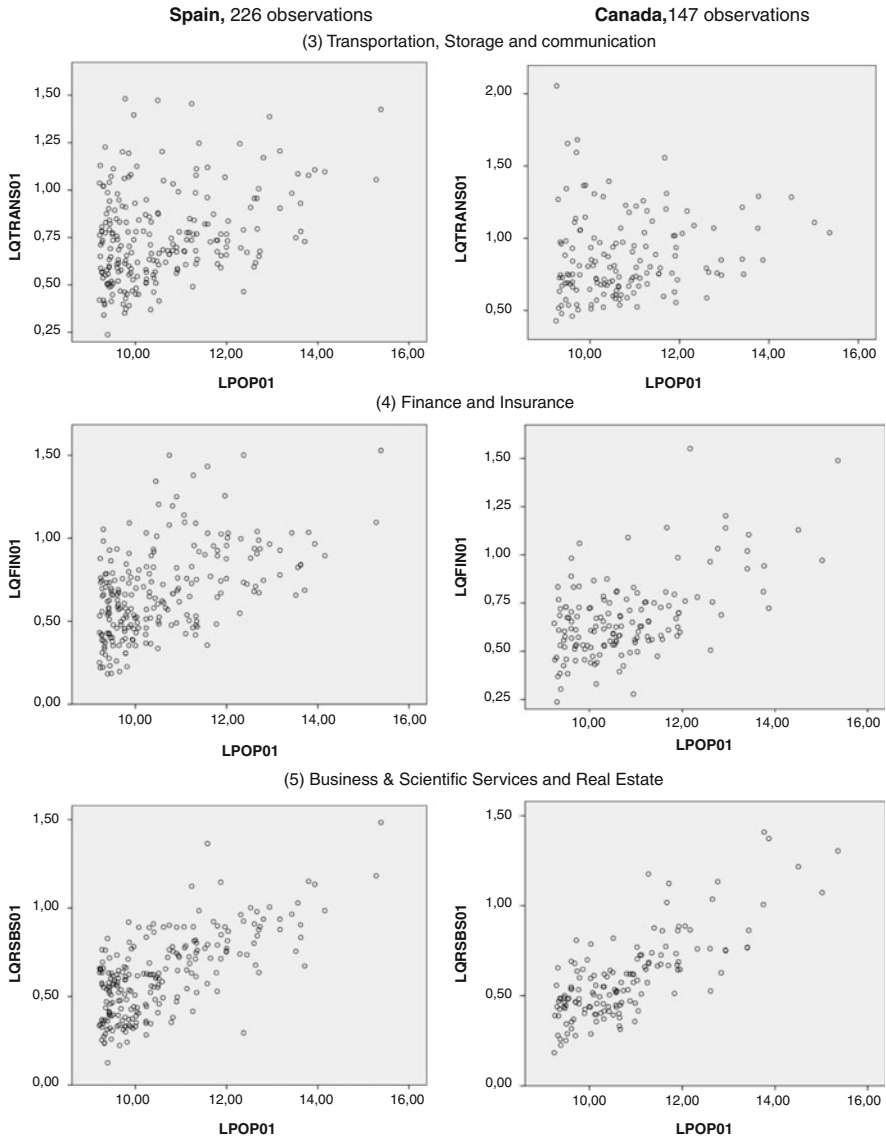 Spain, 226 observations
Canada,147 observations
(3) Transportation, Storage and communication
1,50
1,25
1,00
0,75
0,50
0,25
LQTRANS01
10,00 12,00 14,00 16,00
LPOP01
2,00
1,50
1,00
0,50
LQTRANS01
10,00 12,00 14,00 16,00
LPOP01
(4) Finance and Insurance
1,50
1,00
0,50
0,00
LQFIN01
10,00 12,00 14,00 16,00
LPOP01
1,50
1,25
1,00
0,75
0,50
0,25
LQFIN01
10,00 12,00 14,00 16,00
LPOP01
(5) Business & Scientific Services and Real Estate
1,50
1,00
0,50
0,00
LQRSBS01
10,00 12,00 14,00 16,00
LPOP01
1,50
1,00
0,50
0,00
LQRSBS01
10,00 12,00 14,00 16,00
LPOP01